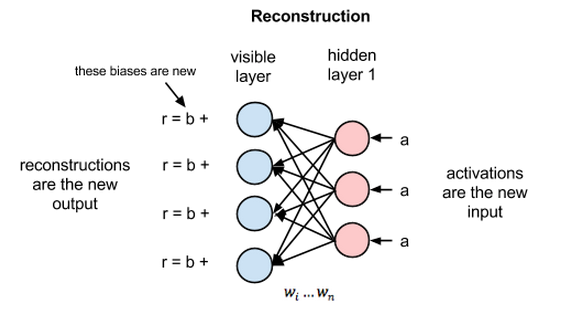 Reconstruction
visible
layer
hidden
layer 1
these biases are new
r = b +
r = b +
r = b +
r = b +
reconstructions
are the new
output
a
a
a
activations
are the new
input
wᵢ ... wₙ